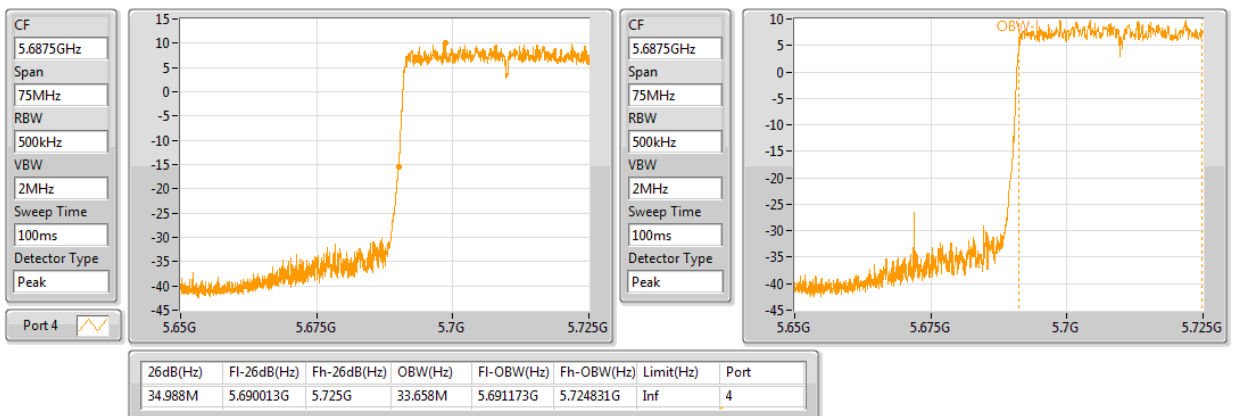 CF
5.6875GHz
Span
75MHz
RBW
500kHz
VBW
2MHz
Sweep Time
100ms
Detector Type
Peak
Port 4
15
10
5
0
-5
-10
-15
-20
-25
-30
-35
-40
-45
5.65G 5.675G 5.7G 5.725G
CF
5.6875GHz
Span
75MHz
RBW
500kHz
VBW
2MHz
Sweep Time
100ms
Detector Type
Peak
OBW-
10
5
0
-5
-10
-15
-20
-25
-30
-35
-40
-45
5.65G 5.675G 5.7G 5.725G
26dB(Hz) Fl-26dB(Hz) Fh-26dB(Hz) OBW(Hz) Fl-OBW(Hz) Fh-OBW(Hz) Limit(Hz) Port
34.988M 5.690013G 5.725G 33.658M 5.691173G 5.724831G Inf 4